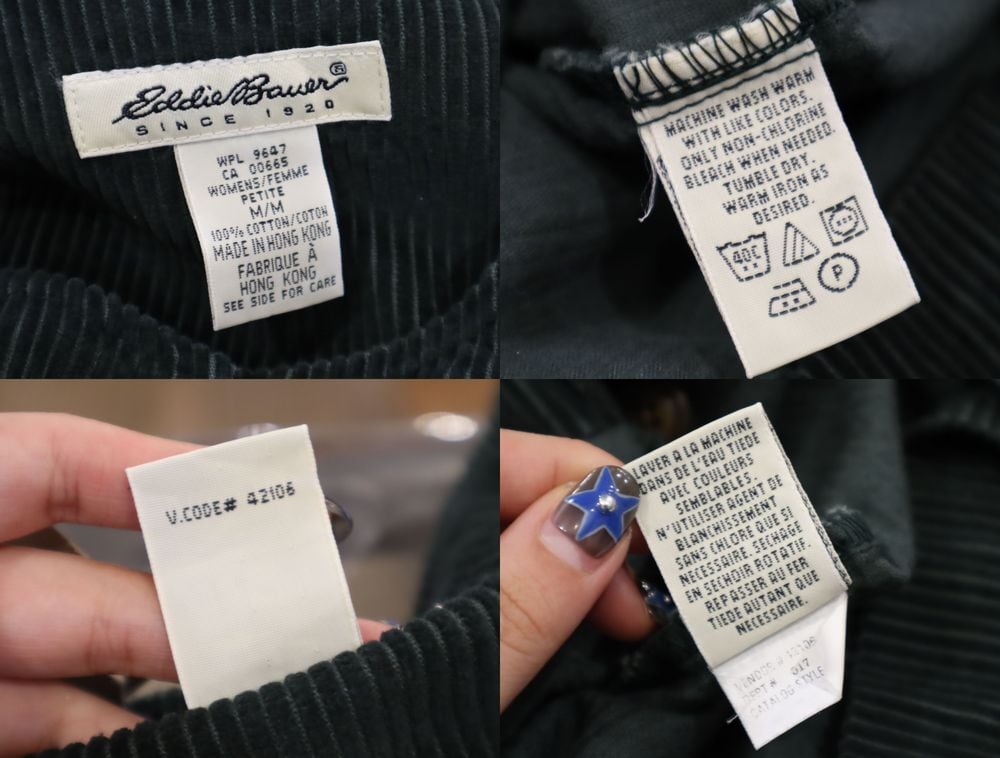 Eddie Bauer®
SINCE 1920
WPL 9647
CA 00665
WOMENS/FEMME
PETITE
M/M
100% COTTON/COTON
MADE IN HONG KONG
FABRIQUE À
HONG KONG
SEE SIDE FOR CARE
MACHINE WASH WARM
WITH LIKE COLORS.
ONLY NON-CHLORINE
BLEACH WHEN NEEDED.
TUMBLE DRY.
WARM IRON AS
DESIRED.
40C
P
V.CODE# 42106
LAVER A LA MACHINE
DANS DE L'EAU TIEDE
AVEC COULEURS
SEMBLABLES.
N'UTILISER AGENT DE
BLANCHISSEMENT
SANS CHLORE QUE SI
NECESSAIRE. SECHAGE
EN SECHOIR ROTATIF.
REPASSER AU FER
TIEDE AUTANT QUE
NECESSAIRE.
VENDOR # 42106
DEPT # 017
CATALOG STYLE